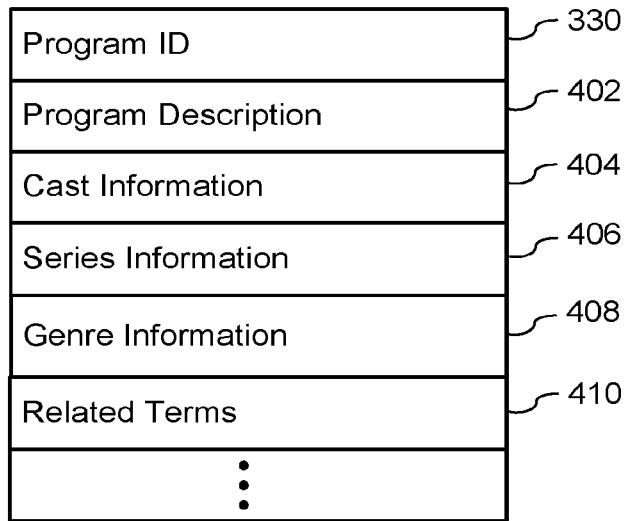 Program ID 330
Program Description 402
Cast Information 404
Series Information 406
Genre Information 408
Related Terms 410